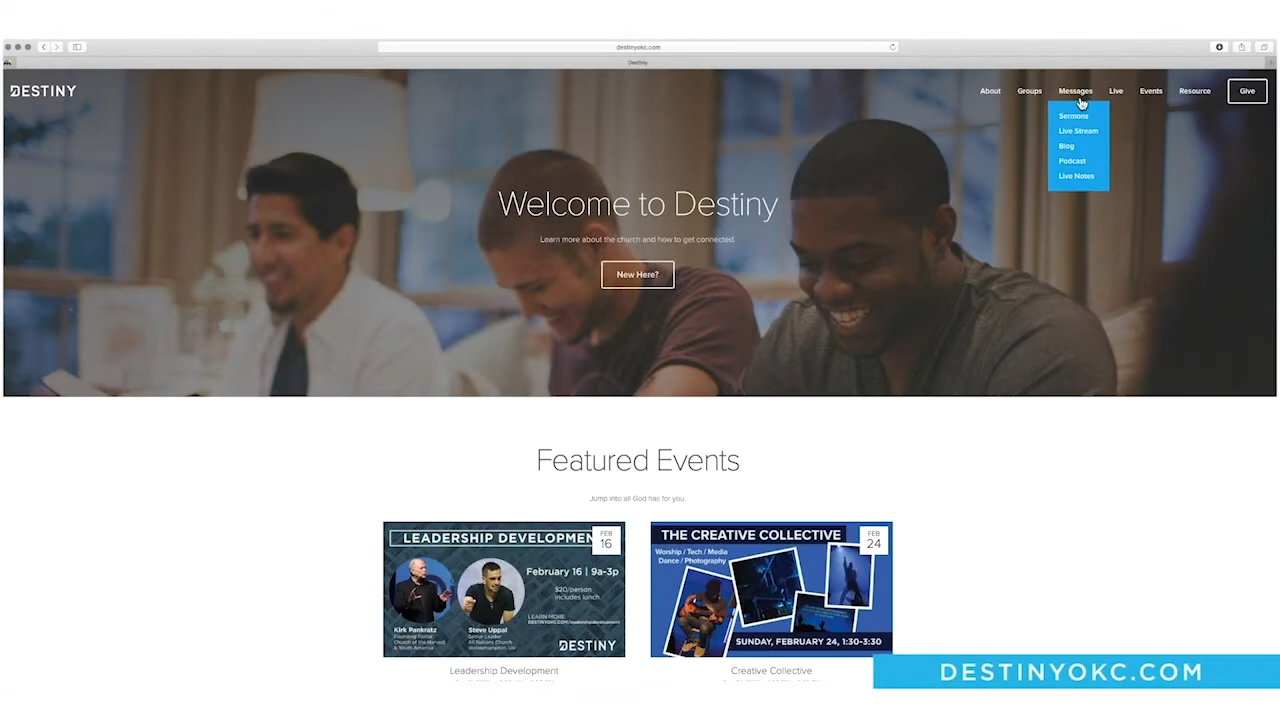 destinyokc.com
Destiny
DESTINY
About Groups Messages Live Events Resource Give
Sermons
Live Stream
Blog
Podcast
Live Notes
Welcome to Destiny
Learn more about the church and how to get connected.
New Here?
Featured Events
Jump into all God has for you.
LEADERSHIP DEVELOPMEN
FEB
16
February 16 | 9a-3p
$20/person
includes lunch
LEARN MORE
DESTINYOKC.COM/leadershipdevelopment
Kirk Pankratz
Founding Pastor
Church of the Harvest
& Youth America
Steve Uppal
Senior Leader
All Nations Church
Wolverhampton, UK
DESTINY
Leadership Development
THE CREATIVE COLLECTIVE
FEB
24
Worship / Tech / Media
Dance / Photography
SUNDAY, FEBRUARY 24, 1:30-3:30
Creative Collective
DESTINYOKC.COM